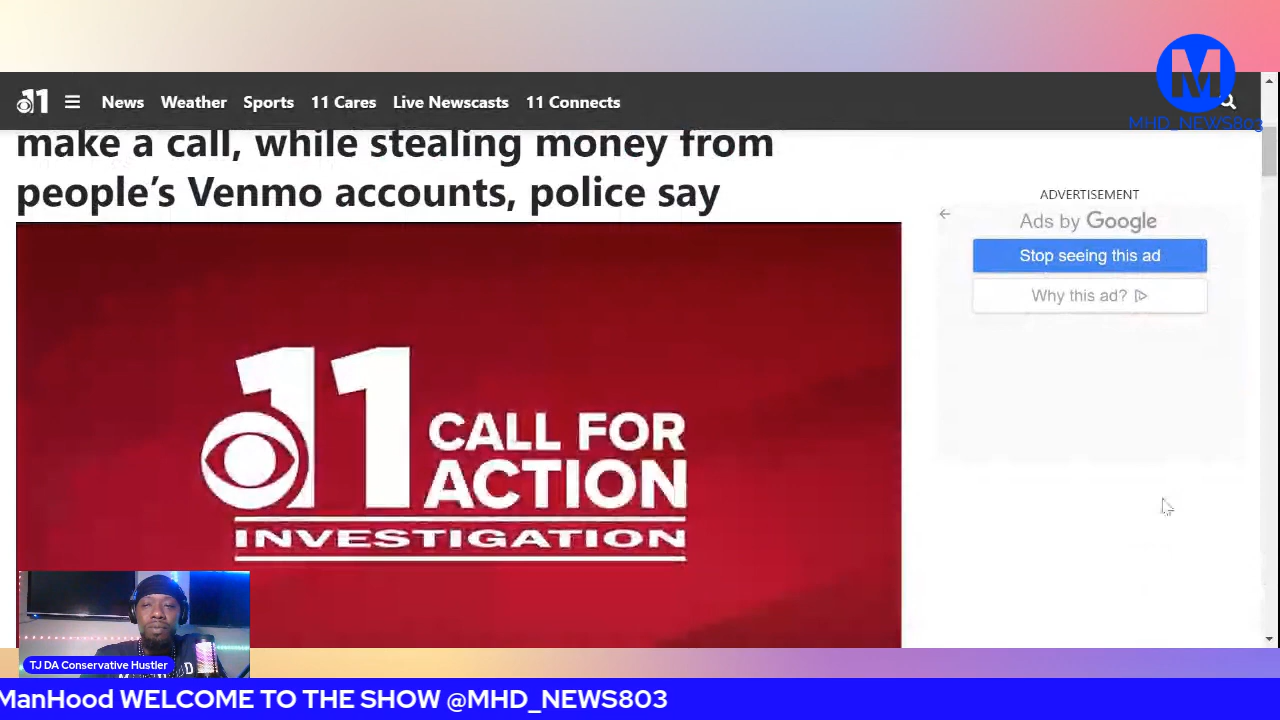 M
MHD_NEWS803
11 News Weather Sports 11 Cares Live Newscasts 11 Connects
make a call, while stealing money from
people’s Venmo accounts, police say
ADVERTISEMENT
Ads by Google
Stop seeing this ad
Why this ad?
11 CALL FOR
ACTION
INVESTIGATION
TJ DA Conservative Hustler
ManHood WELCOME TO THE SHOW @MHD_NEWS803